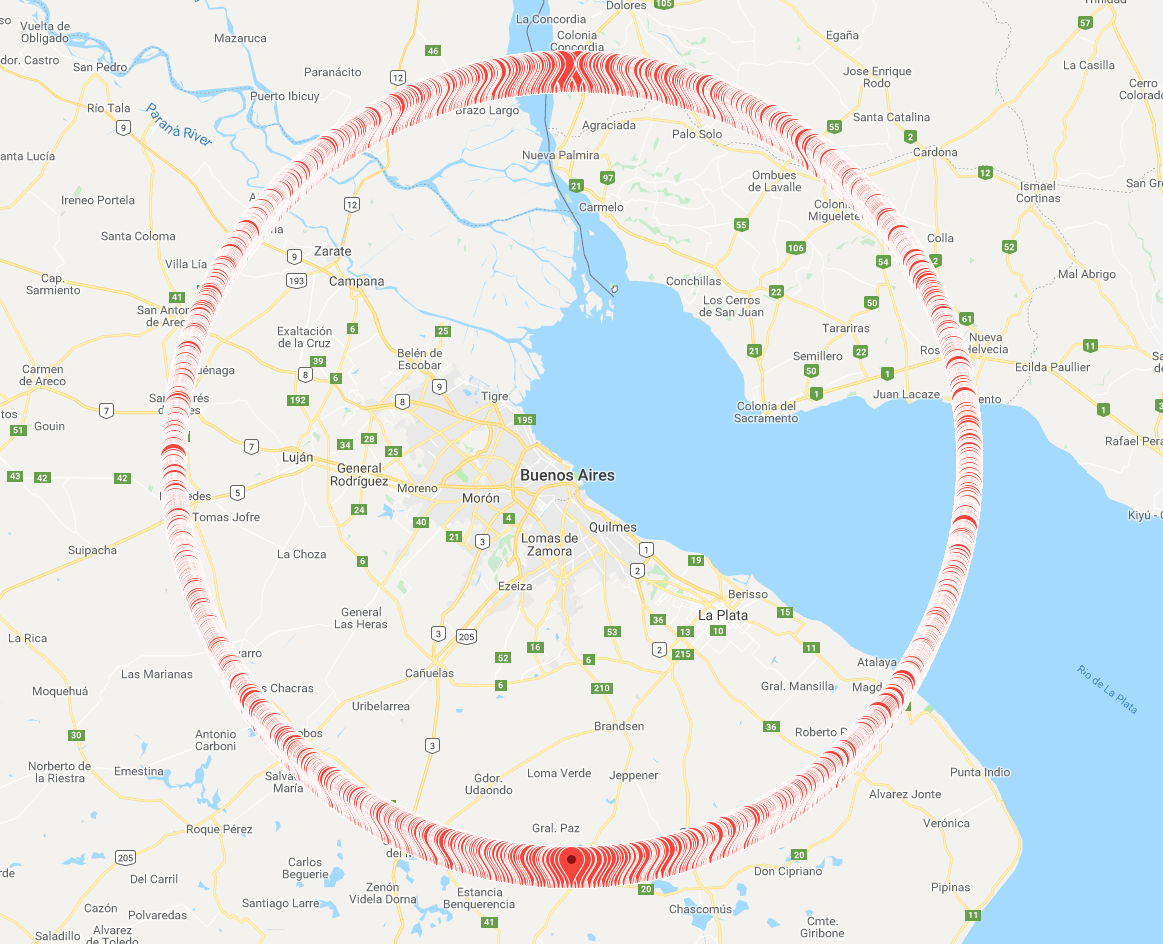 Dolores
105
Trinidad
La Concordia
57
Vuelta de
Obligado
Mazaruca
46
Colonia
Concordia
Egaña
dor. Castro
San Pedro
Paranácito
12
Jose Enrique
Rodo
La Casilla
Cerro
Colorado
Río Tala
Puerto Ibicuy
Brazo Largo
Santa Catalina
9
Paraná River
Agraciada
Palo Solo
55
2
anta Lucía
Nueva Palmira
Cardona
12
21
97
Ombues
de Lavalle
Ismael
Cortinas
San Gre
Ireneo Portela
12
Carmelo
Miguelete
55
Santa Coloma
Zarate
9
106
Colla
52
Villa Lía
193
Campana
54
2
Mal Abrigo
Cap.
Sarmiento
Conchillas
41
22
Los Cerros
de San Juan
50
San Anton
de Arec
6
25
Tarariras
61
Exaltación
de la Cruz
Nueva
Helvecia
39
Belén de
Escobar
21
Semillero
22
Ros
11
Carmen
de Areco
8
6
9
50
1
Ecilda Paullier
Tigre
192
8
1
Juan Lacaze
ento
7
Colonia del
Sacramento
1
tos
Gouin
51
195
34
28
25
7
Luján
General
Rodríguez
Buenos Aires
Rafael Pera
43
42
42
Moreno
Morón
5
24
Tomas Jofre
40
4
Quilmes
Kiyú - O
21
3
Lomas de
Zamora
1
Suipacha
La Choza
6
2
19
Ezeiza
Berisso
General
Las Heras
La Plata
15
La Rica
3
205
53
36
13
10
16
2
215
11
52
6
Cañuelas
Atalaya
Las Marianas
s Chacras
6
210
Gral. Mansilla
Magd
Rio de La Plata
Moquehuá
Uribelarrea
30
Antonio
Carboni
obos
3
Brandsen
36
Roberto P
Norberto de
la Riestra
Ernestina
Salva
María
Gdor.
Udaondo
Loma Verde
Jeppener
Punta Indio
Alvarez Jonte
Roque Pérez
Gral. Paz
Verónica
205
Carlos
Beguerie
20
Don Cipriano
Del Carril
Zenón
Videla Dorna
Estancia
Benquerencia
20
Pipinas
Cazón
Santiago Larre
Chascomús
Polvaredas
41
Cmte.
Giribone
11
Saladillo
Alvarez
de Toledo